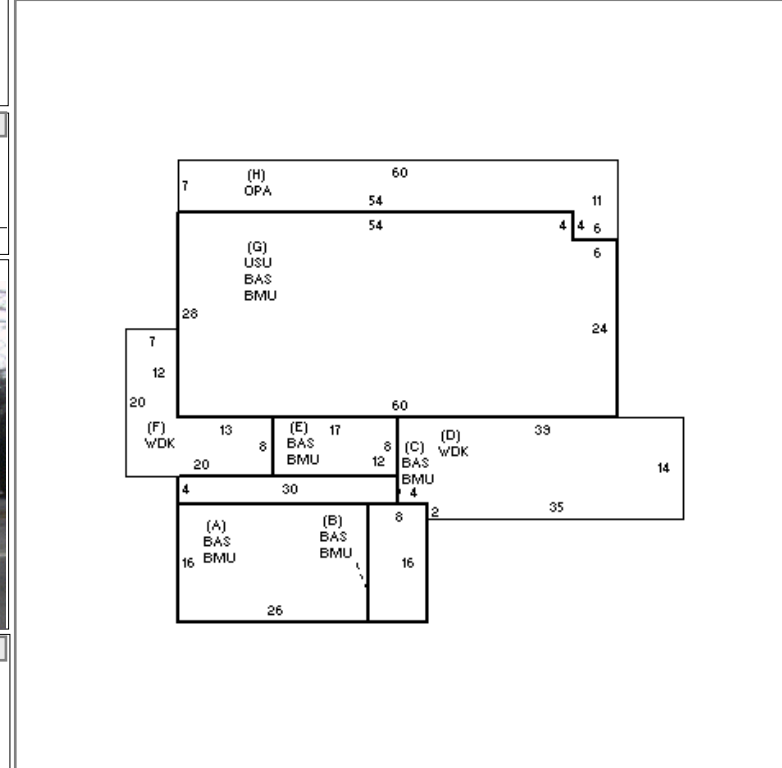 (H)
OPA
60
7
54
11
54
4
4
6
(G)
USU
BAS
BMU
6
28
24
7
12
20
60
(F)
WDK
13
8
20
(E)
BAS
BMU
17
8
12
(C)
BAS
BMU
4
(D)
WDK
39
14
35
2
4
30
(A)
BAS
BMU
16
26
(B)
BAS
BMU
8
16